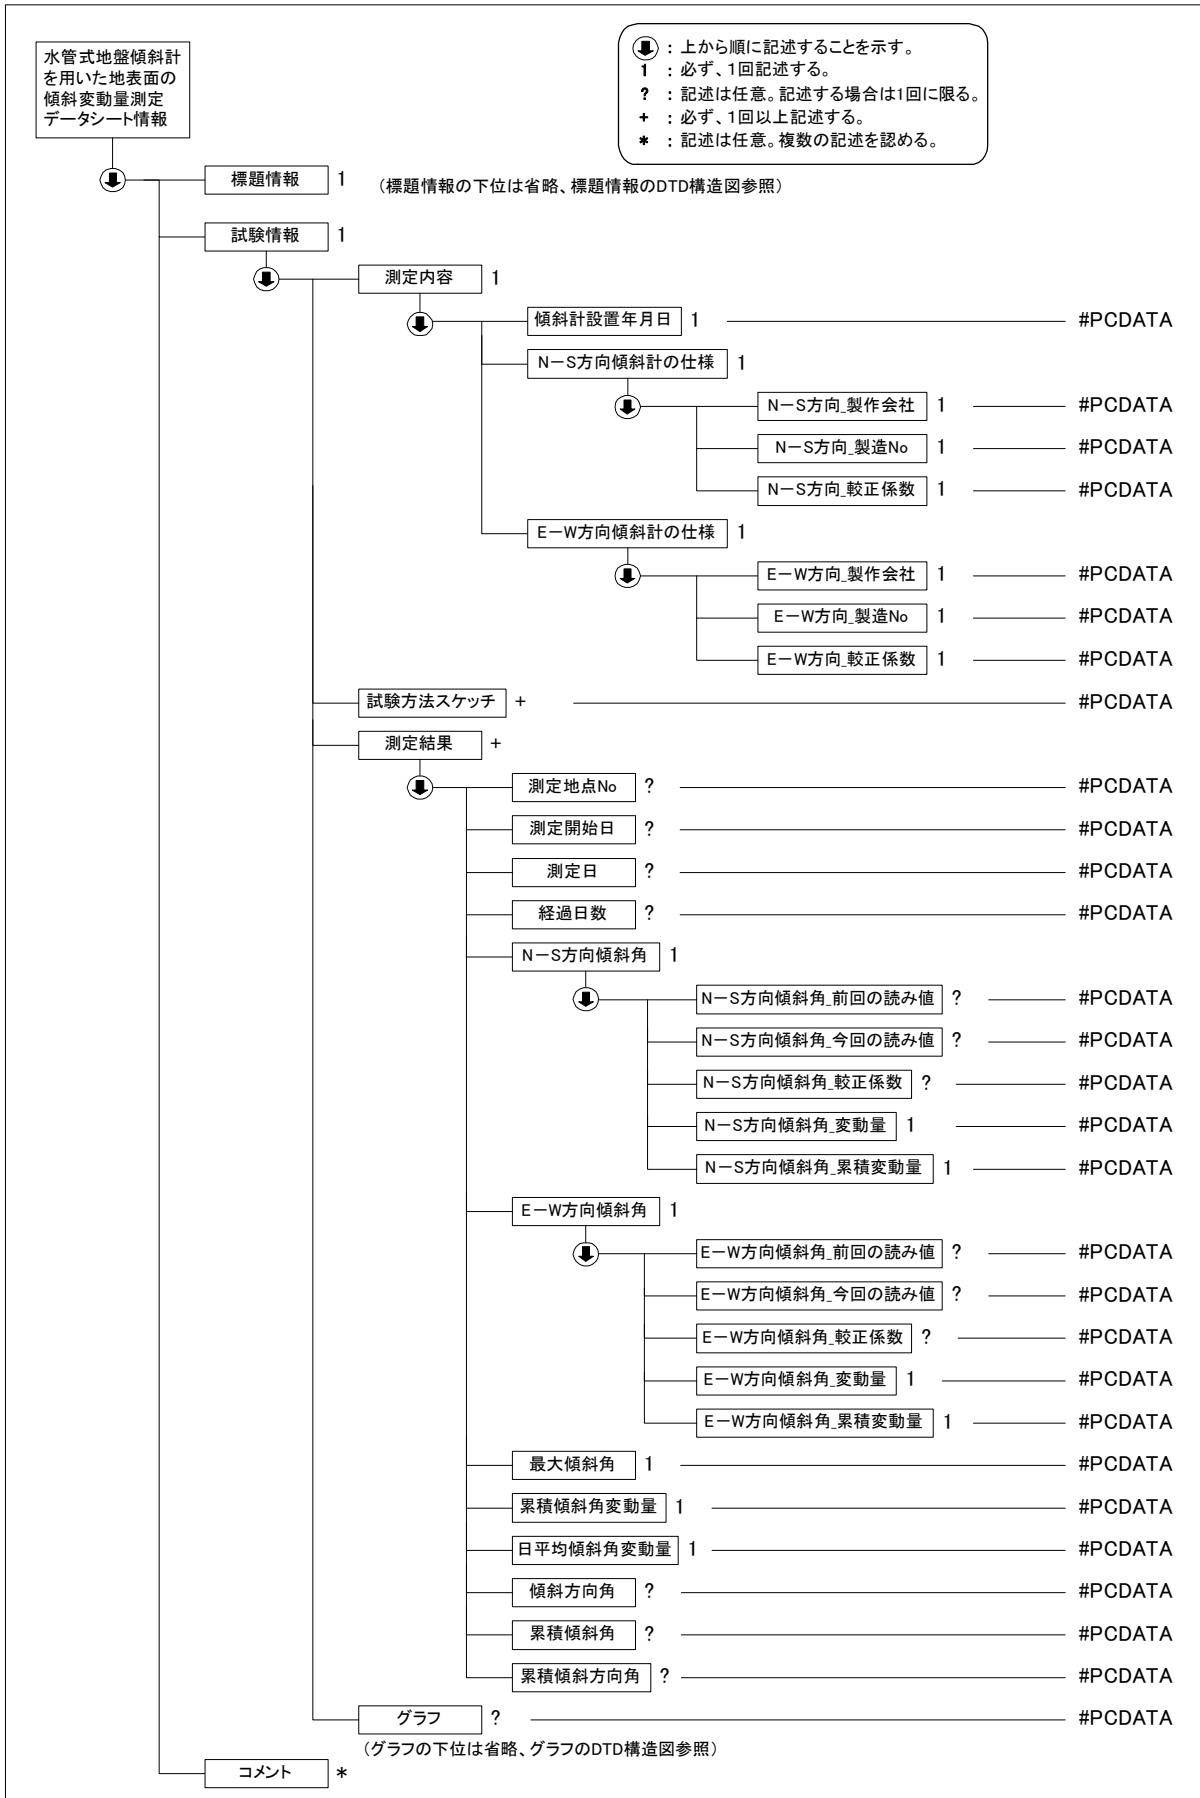 水管式地盤傾斜計
を用いた地表面の
傾斜変動量測定
データシート情報
: 上から順に記述することを示す。
1 : 必ず、1回記述する。
? : 記述は任意。記述する場合は1回に限る。
+ : 必ず、1回以上記述する。
* : 記述は任意。複数の記述を認める。
標題情報 1 (標題情報の下位は省略、標題情報のDTD構造図参照)
試験情報 1
測定内容 1
傾斜計設置年月日 1 #PCDATA
N-S方向傾斜計の仕様 1
N-S方向_製作会社 1 #PCDATA
N-S方向_製造No 1 #PCDATA
N-S方向_較正係数 1 #PCDATA
E-W方向傾斜計の仕様 1
E-W方向_製作会社 1 #PCDATA
E-W方向_製造No 1 #PCDATA
E-W方向_較正係数 1 #PCDATA
試験方法スケッチ + #PCDATA
測定結果 +
測定地点No ? #PCDATA
測定開始日 ? #PCDATA
測定日 ? #PCDATA
経過日数 ? #PCDATA
N-S方向傾斜角 1
N-S方向傾斜角_前回の読み値 ? #PCDATA
N-S方向傾斜角_今回の読み値 ? #PCDATA
N-S方向傾斜角_較正係数 ? #PCDATA
N-S方向傾斜角_変動量 1 #PCDATA
N-S方向傾斜角_累積変動量 1 #PCDATA
E-W方向傾斜角 1
E-W方向傾斜角_前回の読み値 ? #PCDATA
E-W方向傾斜角_今回の読み値 ? #PCDATA
E-W方向傾斜角_較正係数 ? #PCDATA
E-W方向傾斜角_変動量 1 #PCDATA
E-W方向傾斜角_累積変動量 1 #PCDATA
最大傾斜角 1 #PCDATA
累積傾斜角変動量 1 #PCDATA
日平均傾斜角変動量 1 #PCDATA
傾斜方向角 ? #PCDATA
累積傾斜角 ? #PCDATA
累積傾斜方向角 ? #PCDATA
グラフ ? #PCDATA
(グラフの下位は省略、グラフのDTD構造図参照)
コメント *